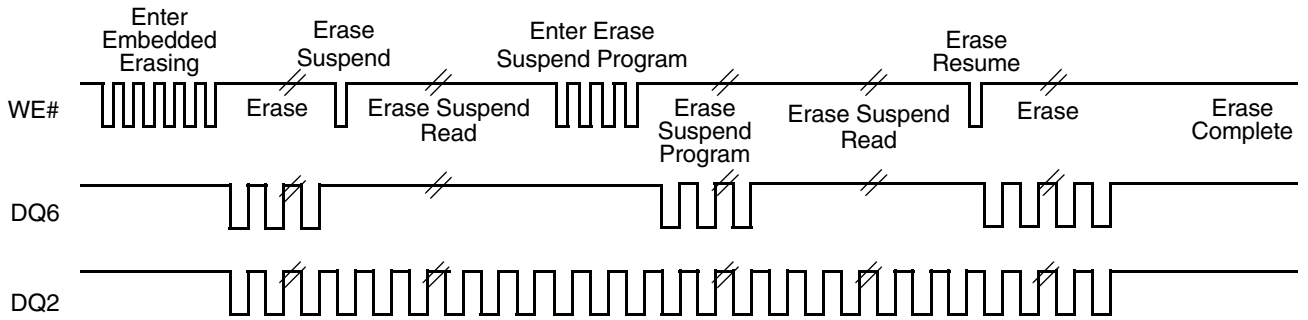 Enter
Embedded
Erasing
Erase
Suspend
Enter Erase
Suspend Program
Erase
Resume
WE#
Erase
Erase Suspend
Read
Erase
Suspend
Program
Erase Suspend
Read
Erase
Erase
Complete
DQ6
DQ2